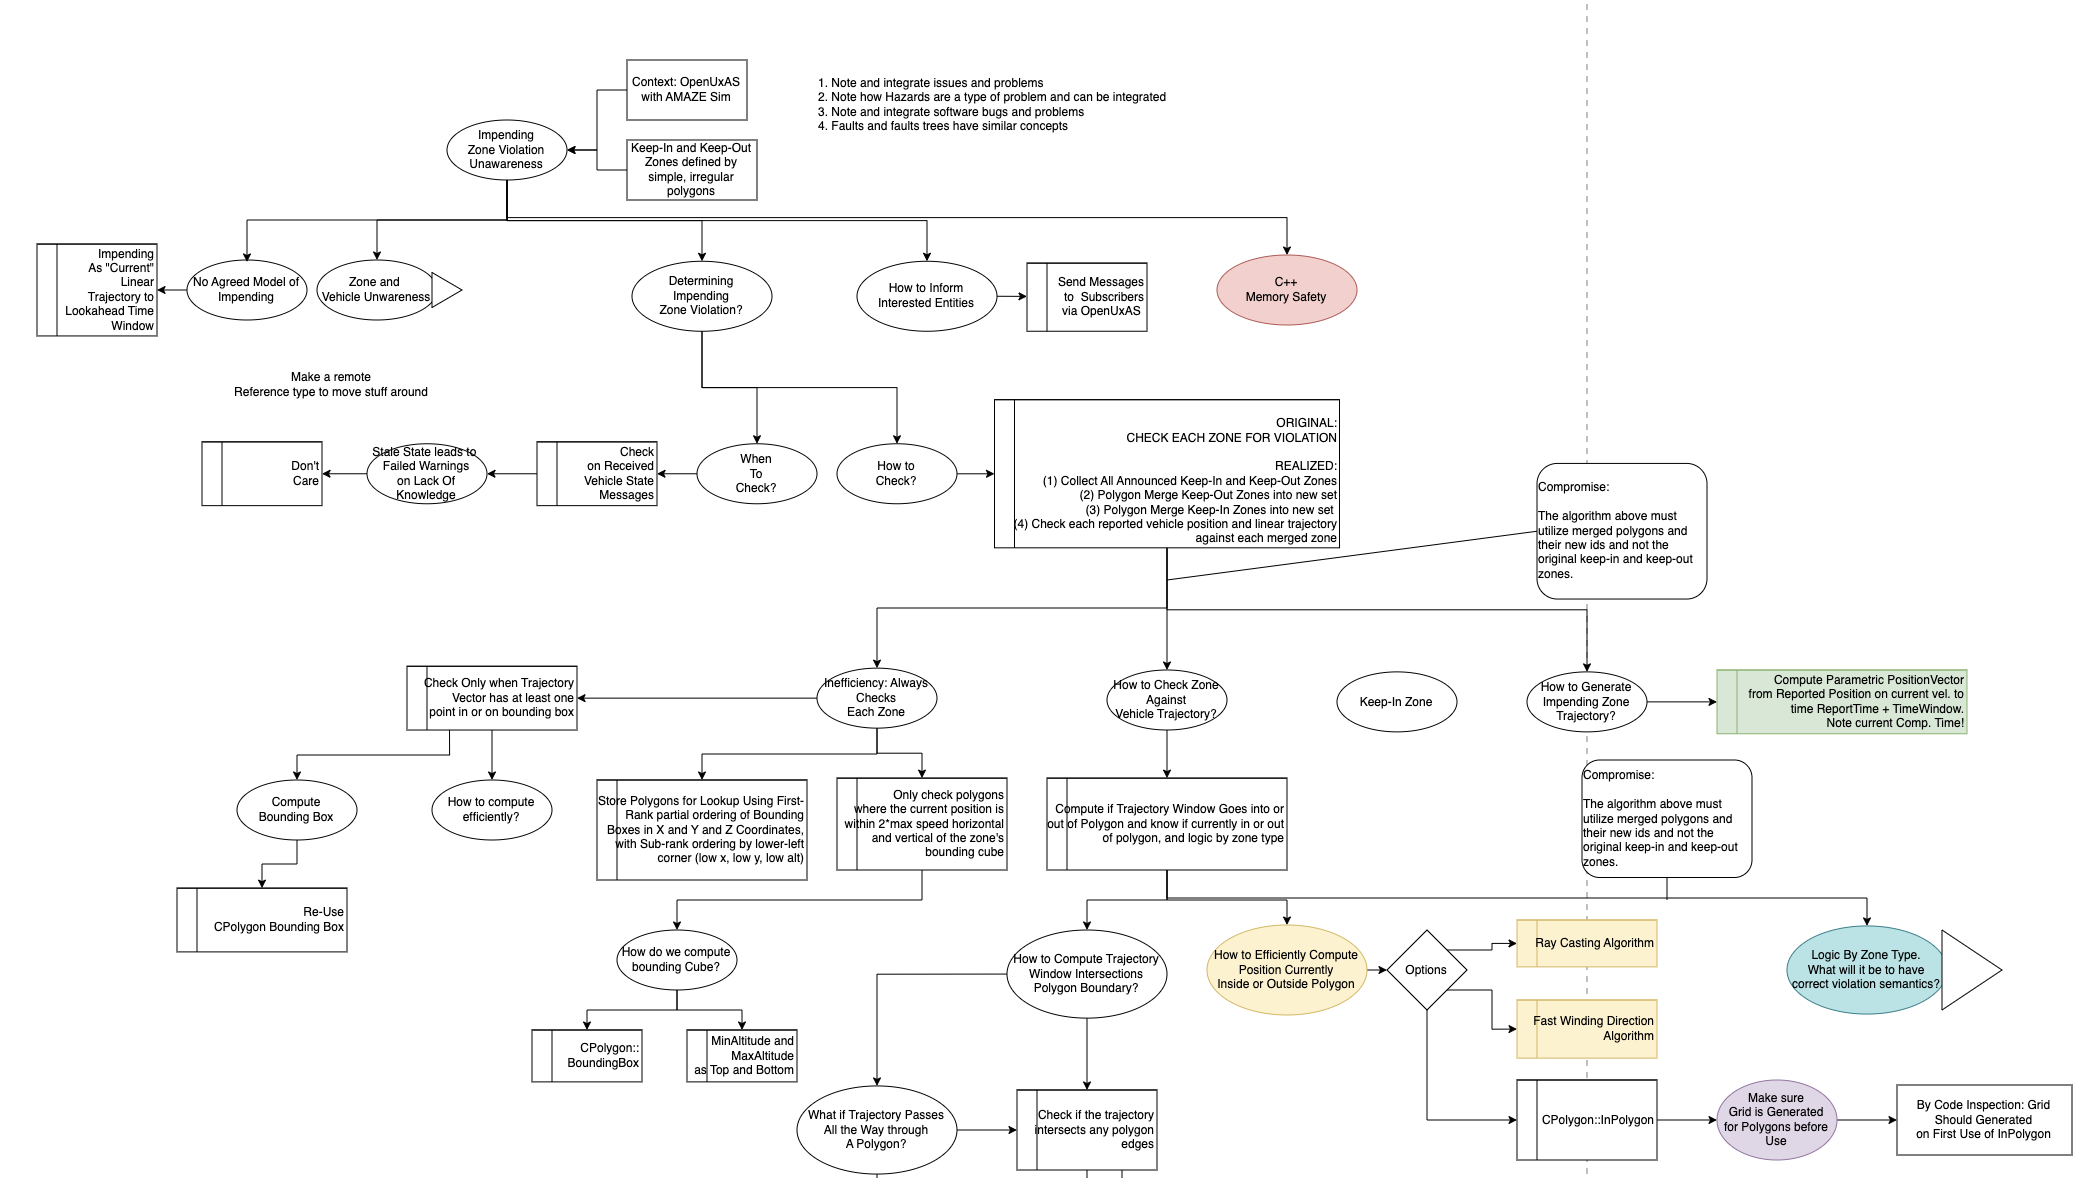 Context: OpenUxAS
with AMAZE Sim
1. Note and integrate issues and problems
2. Note how Hazards are a type of problem and can be integrated
3. Note and integrate software bugs and problems
4. Faults and faults trees have similar concepts
Impending
Zone Violation
Unawareness
Keep-In and Keep-Out
Zones defined by
simple, irregular
polygons
Impending
As "Current"
Linear
Trajectory to
Lookahead Time
Window
No Agreed Model of
Impending
Zone and
Vehicle Unwareness
Determining
Impending
Zone Violation?
How to Inform
Interested Entities
Send Messages
to  Subscribers
via OpenUxAS
C++
Memory Safety
Make a remote
Reference type to move stuff around
Don't
Care
Stale State leads to
Failed Warnings
on Lack Of
Knowledge
Check
on Received
Vehicle State
Messages
When
To
Check?
How to
Check?
ORIGINAL:
CHECK EACH ZONE FOR VIOLATION
REALIZED:
(1) Collect All Announced Keep-In and Keep-Out Zones
(2) Polygon Merge Keep-Out Zones into new set
(3) Polygon Merge Keep-In Zones into new set
(4) Check each reported vehicle position and linear trajectory
against each merged zone
Compromise:
The algorithm above must
utilize merged polygons and
their new ids and not the
original keep-in and keep-out
zones.
Check Only when Trajectory
Vector has at least one
point in or on bounding box
Inefficiency: Always
Checks
Each Zone
How to Check Zone
Against
Vehicle Trajectory?
Keep-In Zone
How to Generate
Impending Zone
Trajectory?
Compute Parametric PositionVector
from Reported Position on current vel. to
time ReportTime + TimeWindow.
Note current Comp. Time!
Compute
Bounding Box
How to compute
efficiently?
Store Polygons for Lookup Using First-
Rank partial ordering of Bounding
Boxes in X and Y and Z Coordinates,
with Sub-rank ordering by lower-left
corner (low x, low y, low alt)
Only check polygons
where the current position is
within 2*max speed horizontal
and vertical of the zone's
bounding cube
Compute if Trajectory Window Goes into or
out of Polygon and know if currently in or out
of polygon, and logic by zone type
Compromise:
The algorithm above must
utilize merged polygons and
their new ids and not the
original keep-in and keep-out
zones.
Re-Use
CPolygon Bounding Box
How do we compute
bounding Cube?
How to Compute Trajectory
Window Intersections
Polygon Boundary?
How to Efficiently Compute
Position Currently
Inside or Outside Polygon
Options
Ray Casting Algorithm
Fast Winding Direction
Algorithm
Logic By Zone Type.
What will it be to have
correct violation semantics?
CPolygon::
BoundingBox
MinAltitude and
MaxAltitude
as Top and Bottom
What if Trajectory Passes
All the Way through
A Polygon?
Check if the trajectory
intersects any polygon
edges
CPolygon::InPolygon
Make sure
Grid is Generated
for Polygons before
Use
By Code Inspection: Grid
Should Generated
on First Use of InPolygon